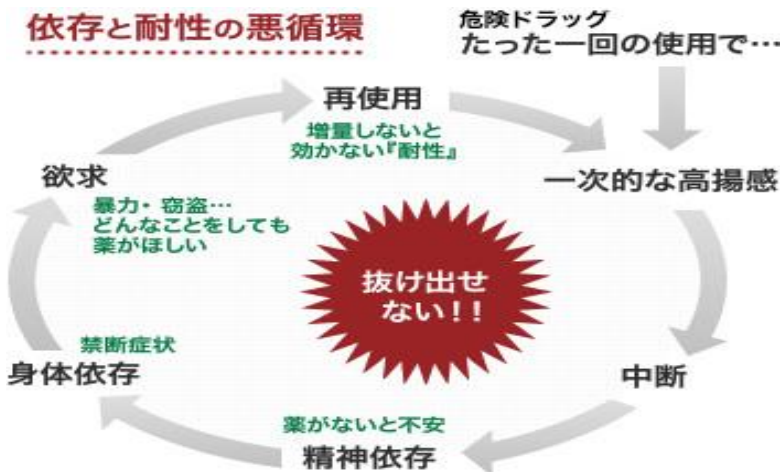 依存と耐性の悪循環
危険ドラッグ
たった一回の使用で…
再使用
増量しないと
効かない『耐性』
一次的な高揚感
欲求
暴力・窃盗…
どんなことをしても
薬がほしい
抜け出せ
ない!!
禁断症状
身体依存
中断
薬がないと不安
精神依存